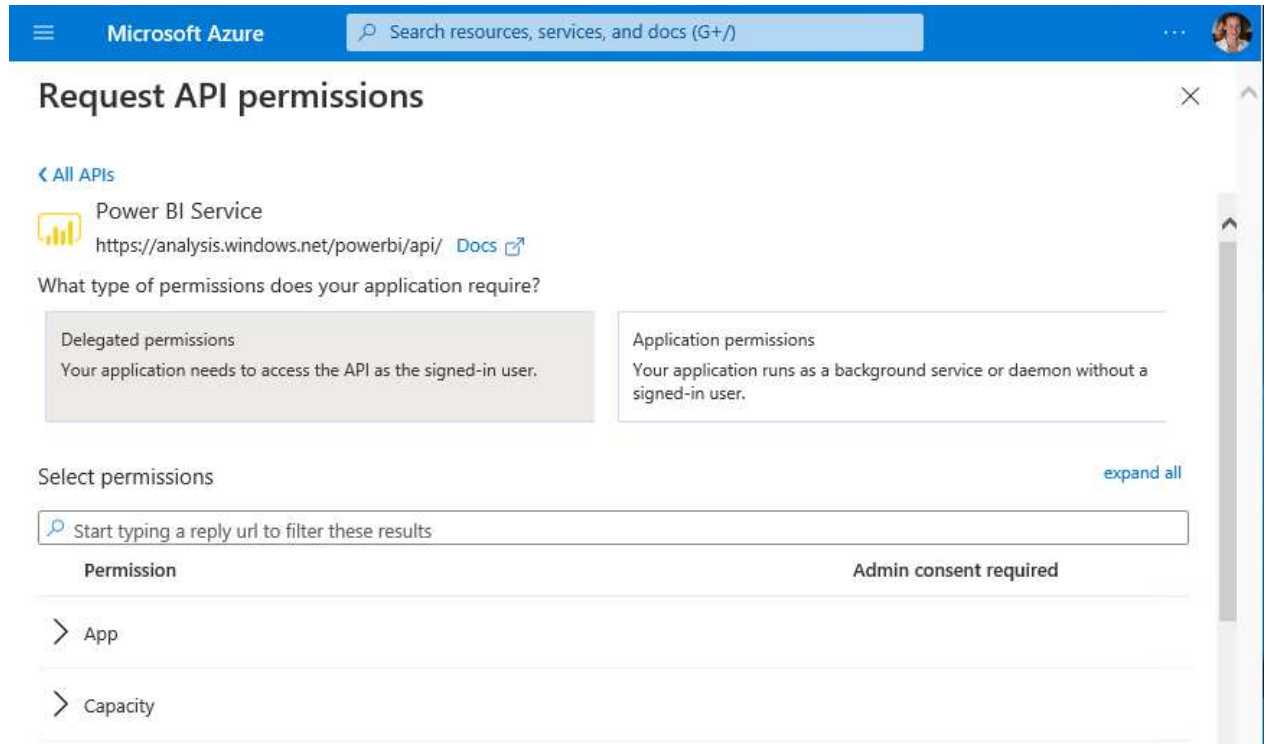 Microsoft Azure
Search resources, services, and docs (G+/)
...
Request API permissions
All APIs
Power BI Service
https://analysis.windows.net/powerbi/api/ Docs
What type of permissions does your application require?
Delegated permissions
Your application needs to access the API as the signed-in user.
Application permissions
Your application runs as a background service or daemon without a
signed-in user.
Select permissions
expand all
Start typing a reply url to filter these results
Permission Admin consent required
App
Capacity